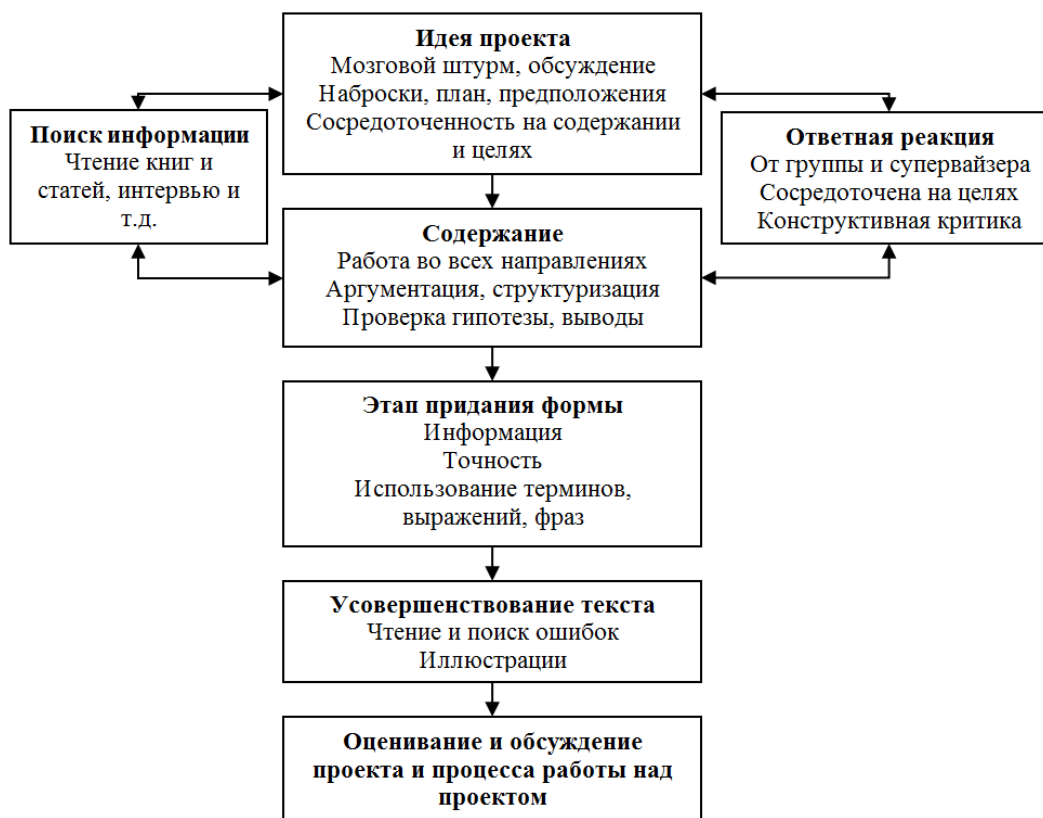 Идея проекта
Мозговой штурм, обсуждение
Наброски, план, предположения
Сосредоточенность на содержании
и целях
Поиск информации
Чтение книг и
статей, интервью и
т.д.
Ответная реакция
От группы и супервайзера
Сосредоточена на целях
Конструктивная критика
Содержание
Работа во всех направлениях
Аргументация, структуризация
Проверка гипотезы, выводы
Этап придания формы
Информация
Точность
Использование терминов,
выражений, фраз
Усовершенствование текста
Чтение и поиск ошибок
Иллюстрации
Оценивание и обсуждение
проекта и процесса работы над
проектом